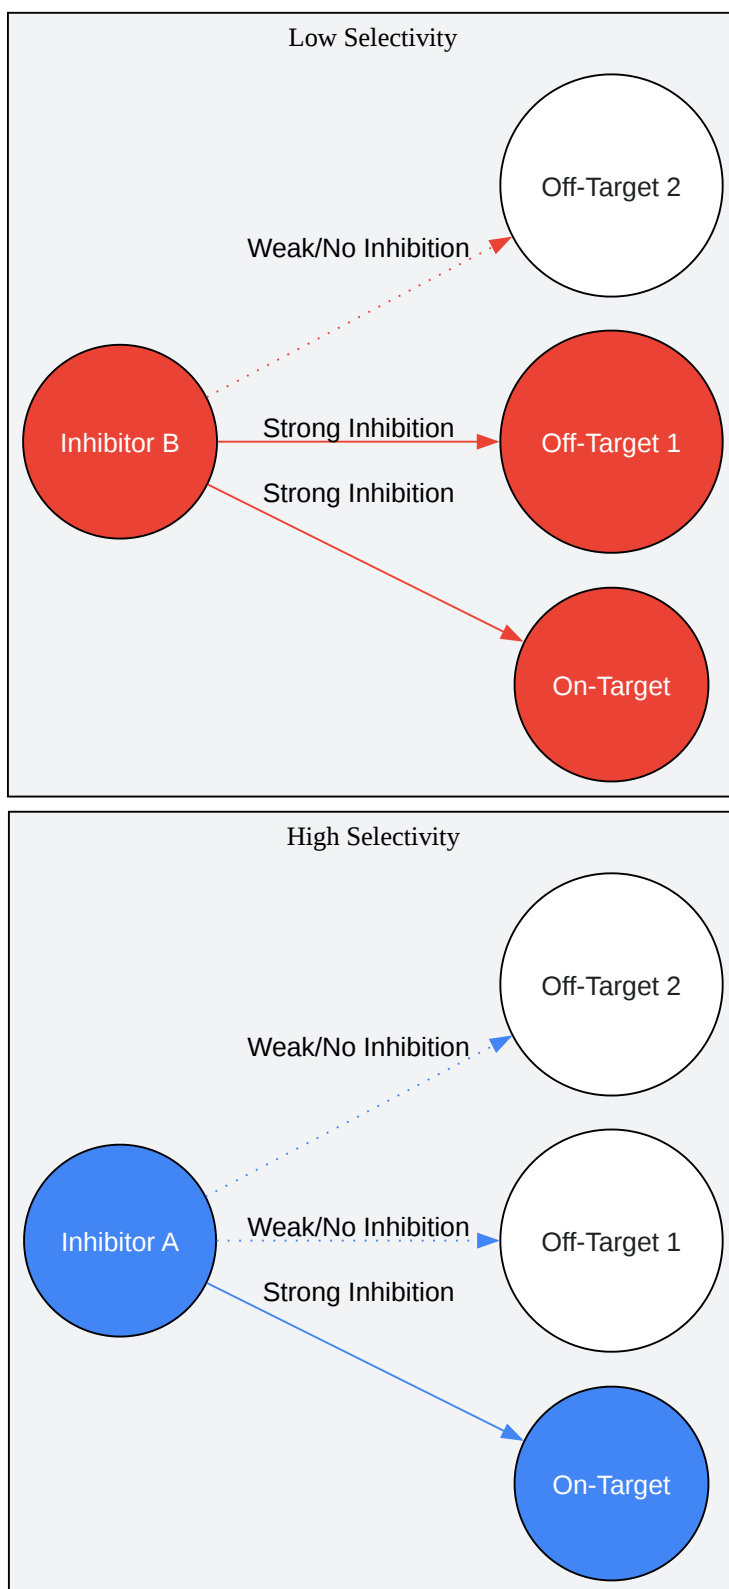 Low Selectivity
Off-Target 2
Weak/No Inhibition
Strong Inhibition
Inhibitor B
Off-Target 1
Strong Inhibition
On-Target
High Selectivity
Off-Target 2
Weak/No Inhibition
Weak/No Inhibition
Inhibitor A
Off-Target 1
Strong Inhibition
On-Target